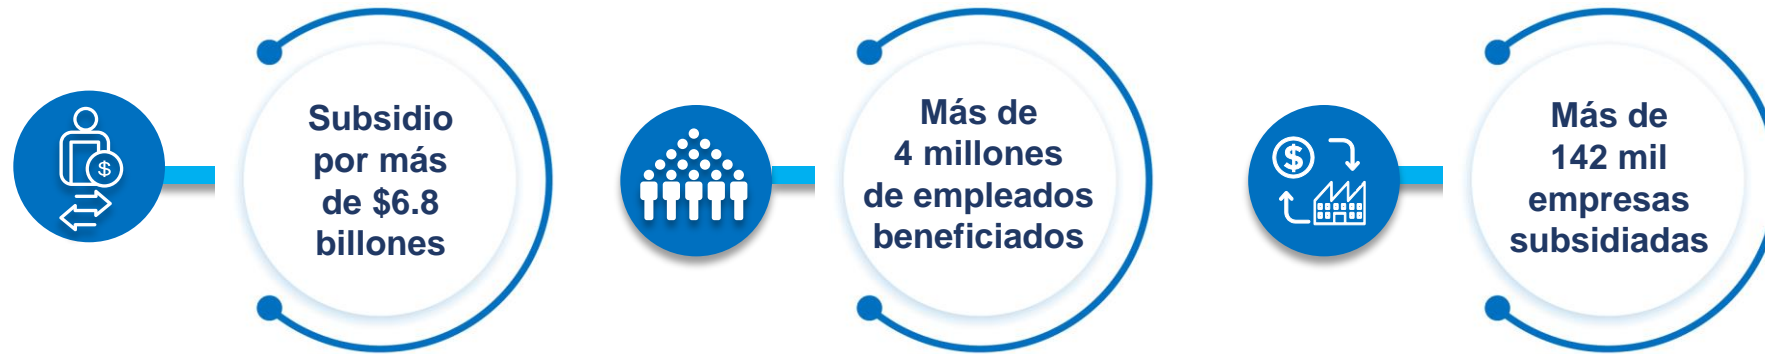 Subsidio
por más
de $6.8
billones
Más de
4 millones
de empleados
beneficiados
Más de
142 mil
empresas
subsidiadas